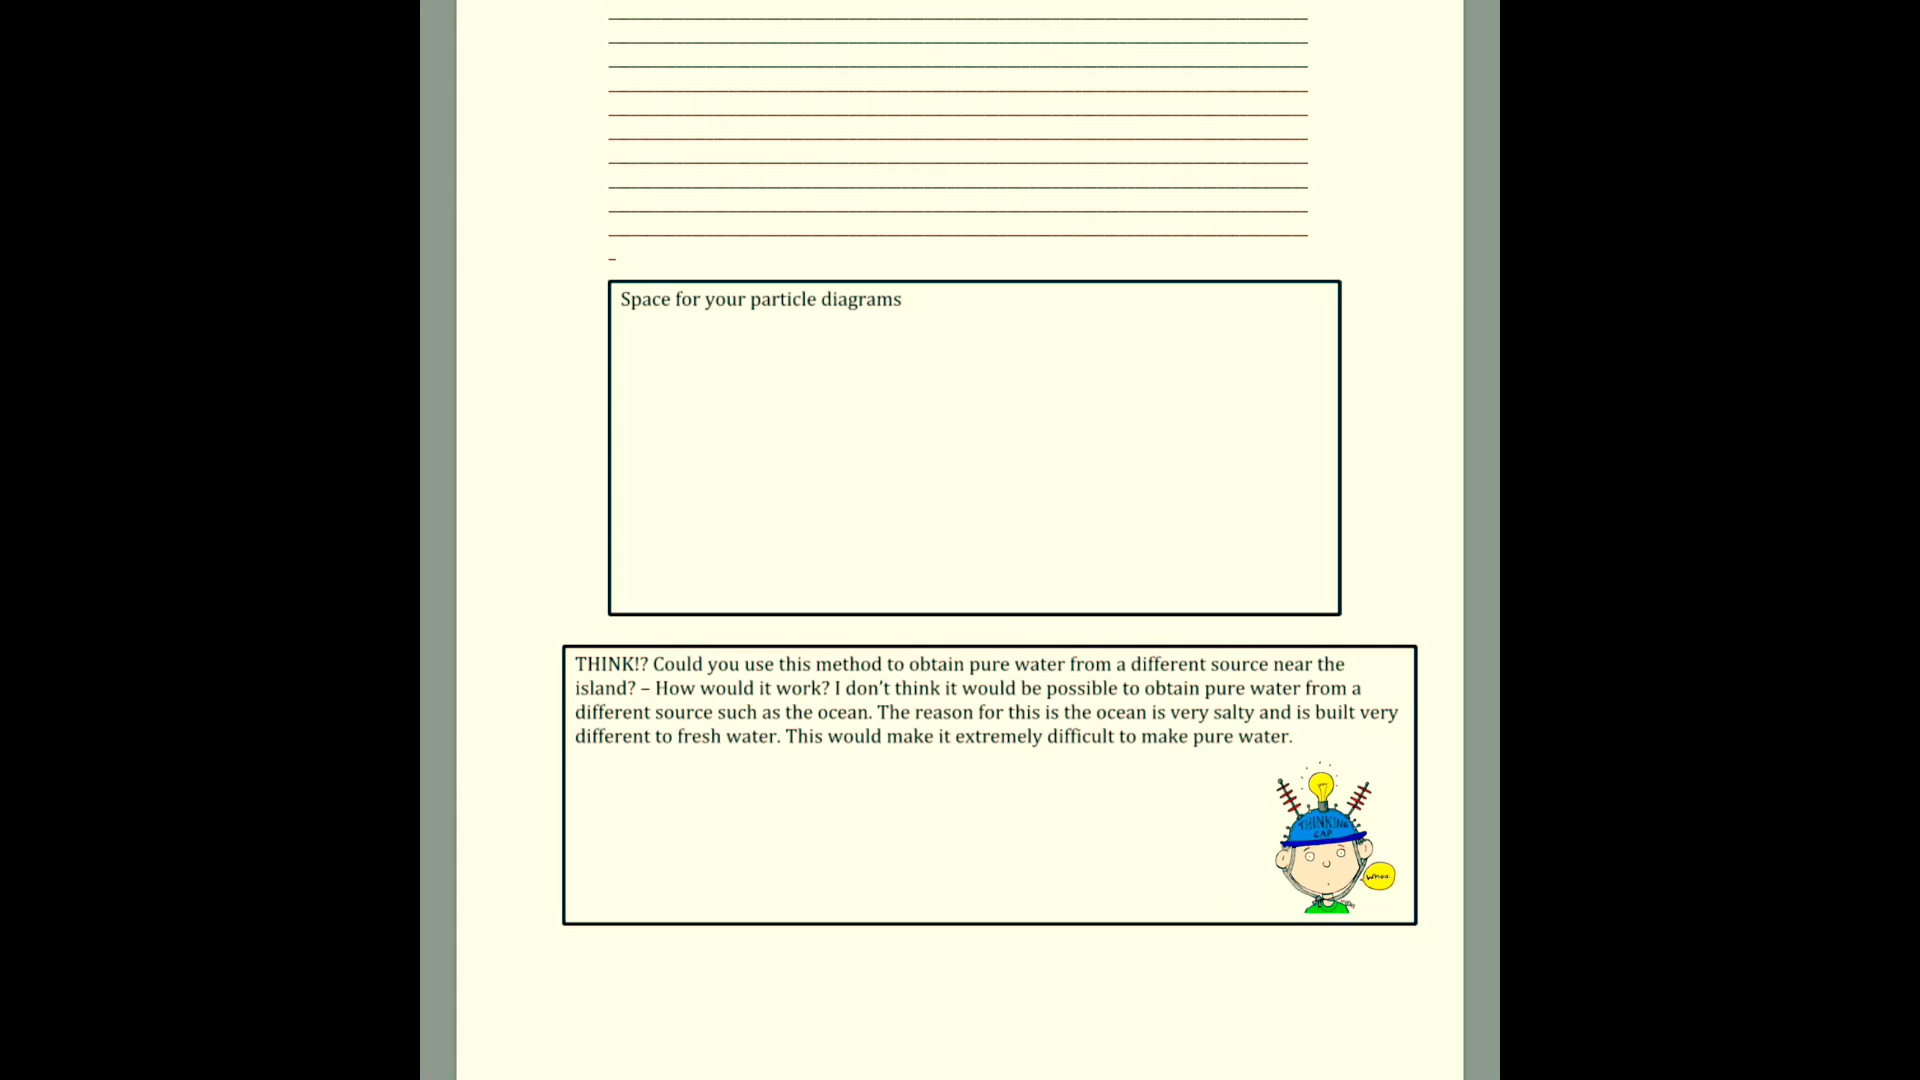 Space for your particle diagrams
THINK!? Could you use this method to obtain pure water from a different source near the
island? – How would it work? I don't think it would be possible to obtain pure water from a
different source such as the ocean. The reason for this is the ocean is very salty and is built very
different to fresh water. This would make it extremely difficult to make pure water.
THINKING
CAP
Whoa